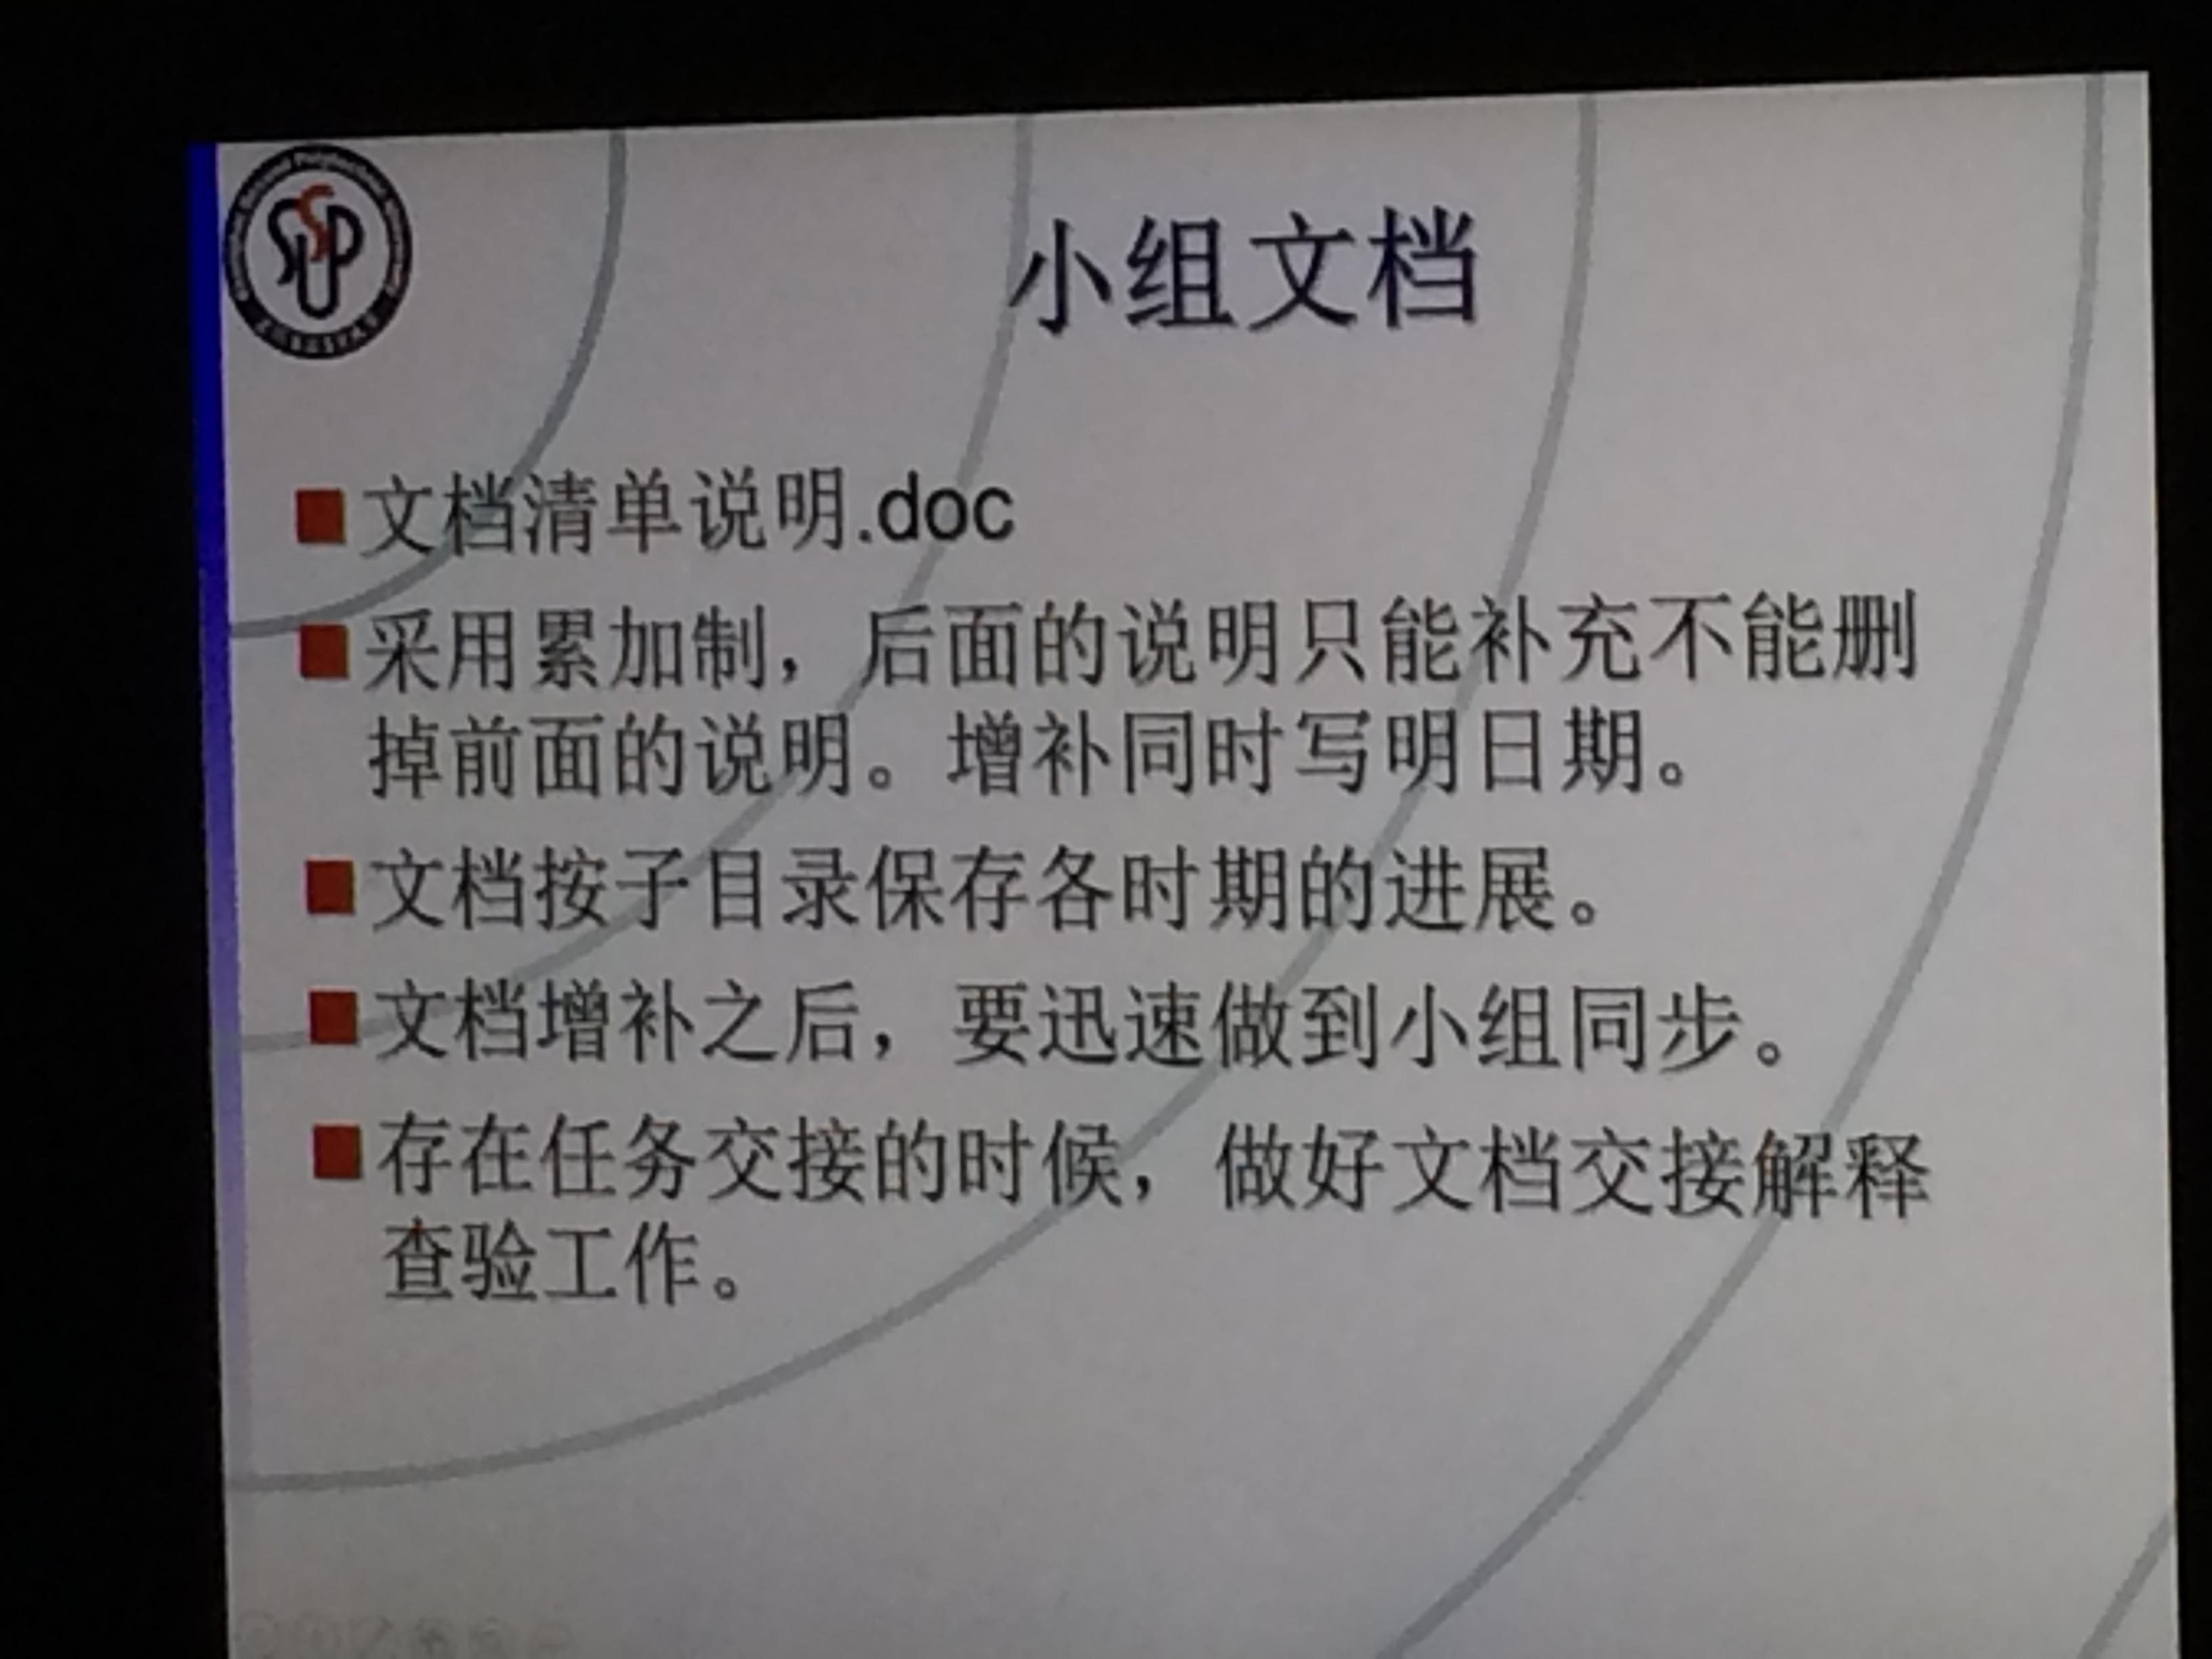 小组文档
文档清单说明.doc
采用累加制，后面的说明只能补充不能删
掉前面的说明。增补同时写明日期。
文档按子目录保存各时期的进展。
文档增补之后，要迅速做到小组同步。
存在任务交接的时候，做好文档交接解释
查验工作。